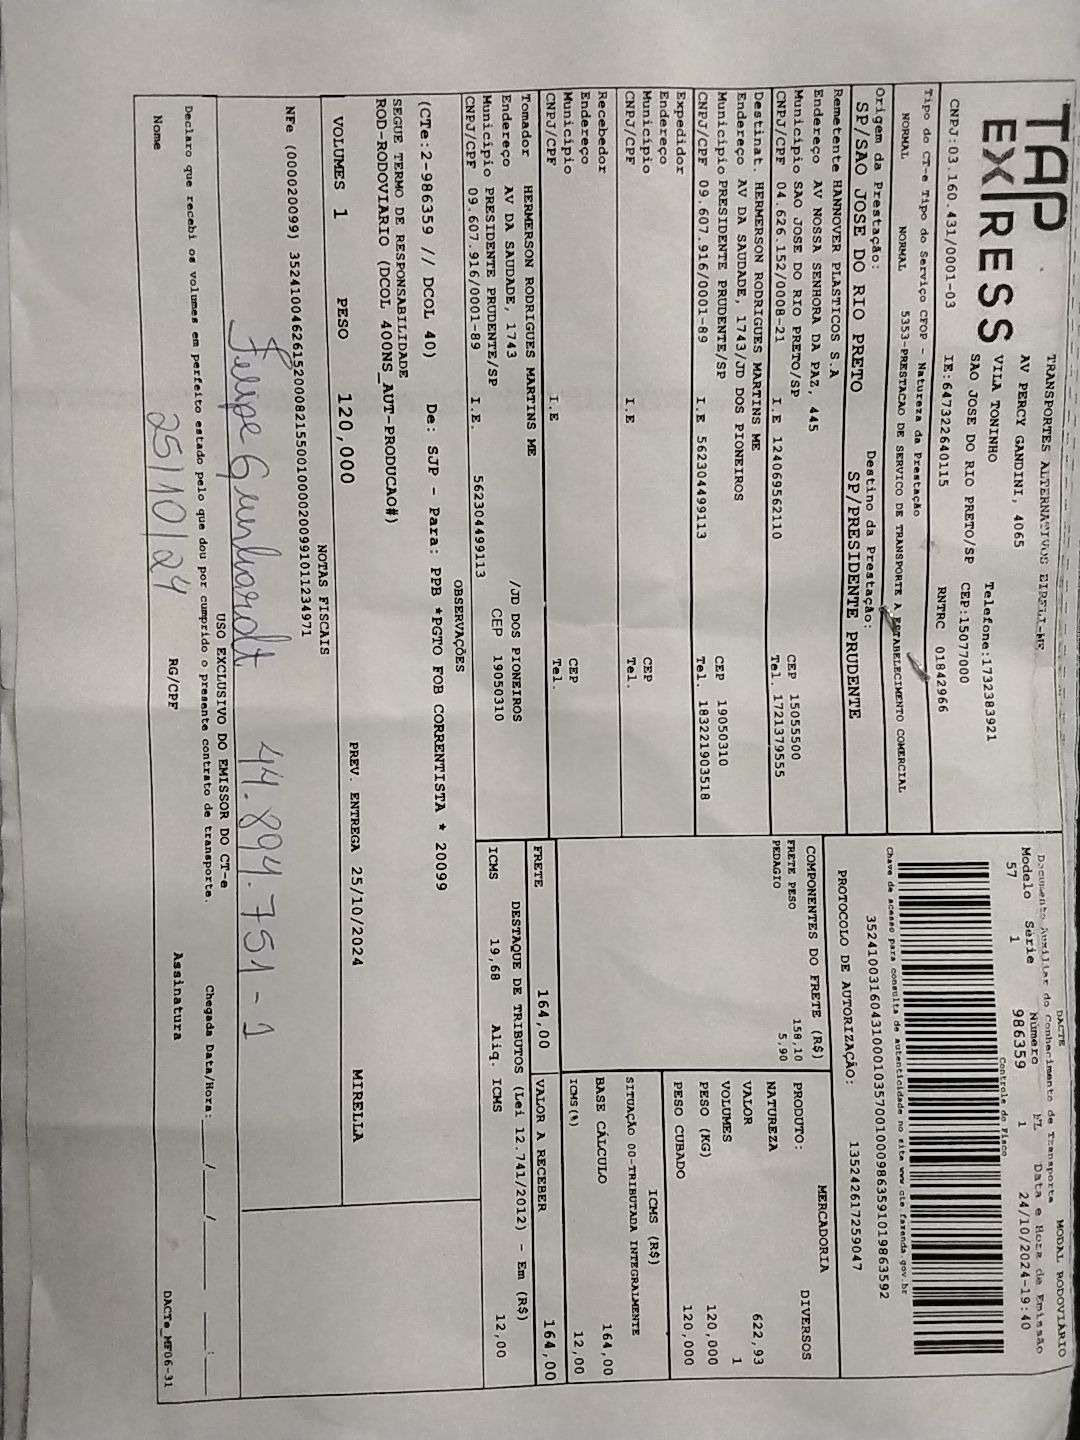 TAP EXPRESS
TRANSPORTES ALTERNATIVOS EIRELI-ME
AV PERCY GANDINI, 4065
VILA TONINHO Telefone:1732383921
SAO JOSE DO RIO PRETO/SP CEP:15077000
CNPJ:03.160.431/0001-03 IE:647322640115 RNTRC 01842966
DACTE MODAL RODOVIÁRIO
Documento Auxiliar do Conhecimento de Transporte
Modelo Série Número FL Data e Hora de Emissão
57 1 986359 1 24/10/2024-19:40
Controle do Fisco
Chave de acesso para consulta de autenticidade no site www.cte.fazenda.gov.br
35241003160431000103570010009863591019863592
PROTOCOLO DE AUTORIZAÇÃO: 135242617259047
Tipo do CT-e Tipo do Serviço CFOP - Natureza da Prestação
NORMAL NORMAL 5353-PRESTACAO DE SERVICO DE TRANSPORTE A ESTABELECIMENTO COMERCIAL
Origem da Prestação: Destino da Prestação:
SP/SAO JOSE DO RIO PRETO SP/PRESIDENTE PRUDENTE
Remetente HANNOVER PLASTICOS S.A
Endereço AV NOSSA SENHORA DA PAZ, 445
Município SAO JOSE DO RIO PRETO/SP CEP 15055500
CNPJ/CPF 04.626.152/0008-21 I.E 124069562110 Tel. 1721379555
Destinat. HERMERSON RODRIGUES MARTINS ME
Endereço AV DA SAUDADE, 1743/JD DOS PIONEIROS
Município PRESIDENTE PRUDENTE/SP CEP 19050310
CNPJ/CPF 09.607.916/0001-89 I.E 562304499113 Tel. 183221903518
Expedidor
Endereço
Município CEP
CNPJ/CPF I.E Tel.
Recebedor
Endereço
Município CEP
CNPJ/CPF I.E Tel.
Tomador HERMERSON RODRIGUES MARTINS ME
Endereço AV DA SAUDADE, 1743 /JD DOS PIONEIROS
Município PRESIDENTE PRUDENTE/SP CEP 19050310
CNPJ/CPF 09.607.916/0001-89 I.E. 562304499113
COMPONENTES DO FRETE (R$)
FRETE PESO 158,10
PEDAGIO 5,90
MERCADORIA
PRODUTO: DIVERSOS
NATUREZA
VALOR 622,93
VOLUMES 1
PESO (KG) 120,000
PESO CUBADO 120,000
ICMS (R$)
SITUAÇÃO 00-TRIBUTADA INTEGRALMENTE
BASE CÁLCULO 164,00
ICMS(%) 12,00
FRETE 164,00 VALOR A RECEBER 164,00
DESTAQUE DE TRIBUTOS (Lei 12.741/2012) - Em (R$)
ICMS 19,68 Aliq. ICMS 12,00
OBSERVAÇÕES
(CTe:2-986359 // DCOL 40) De: SJP - Para: PPB *PGTO FOB CORRENTISTA * 20099
SEGUE TERMO DE RESPONSABILIDADE
ROD-RODOVIARIO (DCOL 400NS_AUT-PRODUCAO#)
VOLUMES 1 PESO 120,000 PREV. ENTREGA 25/10/2024 MIRELLA
NOTAS FISCAIS
NFe (000020099) 35241004626152000821550010000200991011234971
Felipe Gunhardt 44.894.751-1
USO EXCLUSIVO DO EMISSOR DO CT-e
Declaro que recebi os volumes em perfeito estado pelo que dou por cumprido o presente contrato de transporte. Chegada Data/Hora: ___/___/___ ___:___
25/10/24
Nome RG/CPF Assinatura
DACTe_MF06-31